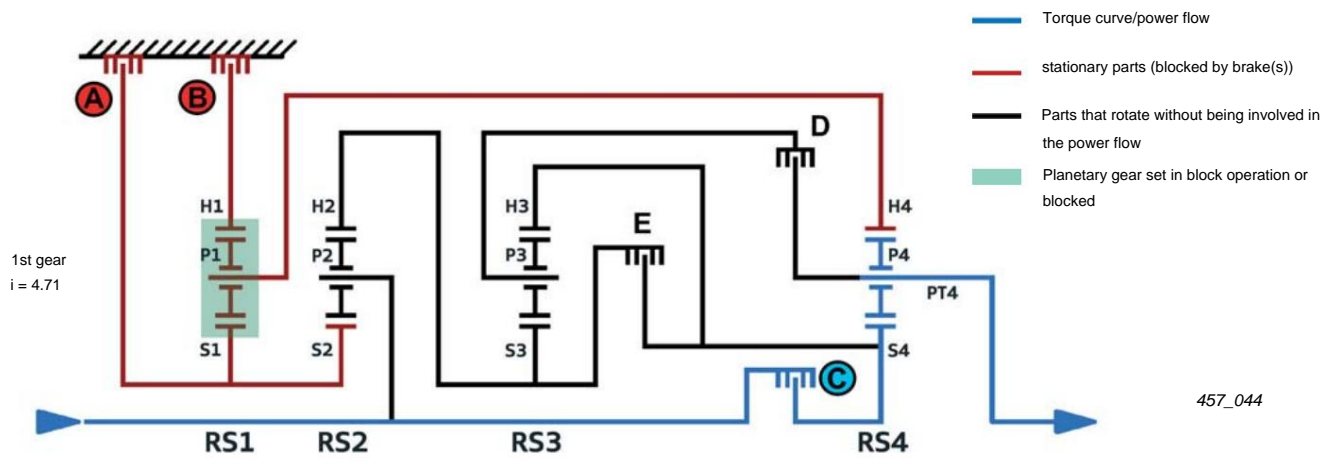 Torque curve/power flow
stationary parts (blocked by brake(s))
Parts that rotate without being involved in
the power flow
Planetary gear set in block operation or
blocked
A
B
D
H1
H2
H3
E
H4
1st gear
i = 4.71
P1
P2
P3
P4
PT4
S1
S2
S3
S4
C
457_044
RS1
RS2
RS3
RS4